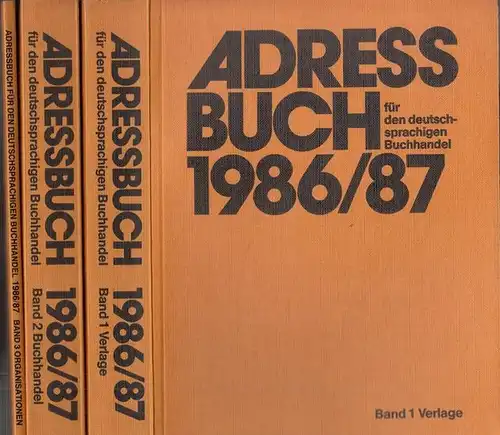 ADRESSBUCH FÜR DEN DEUTSCHSPRACHIGEN BUCHHANDEL 1986/87 BAND 3 ORGANISATIONEN
ADRESSBUCH 1986/87
für den deutschsprachigen Buchhandel Band 2 Buchhandel
ADRESSBUCH 1986/87
für den deutschsprachigen Buchhandel Band 1 Verlage
ADRESS
BUCH
für
den deutsch-
sprachigen
Buchhandel
1986/87
Band 1 Verlage